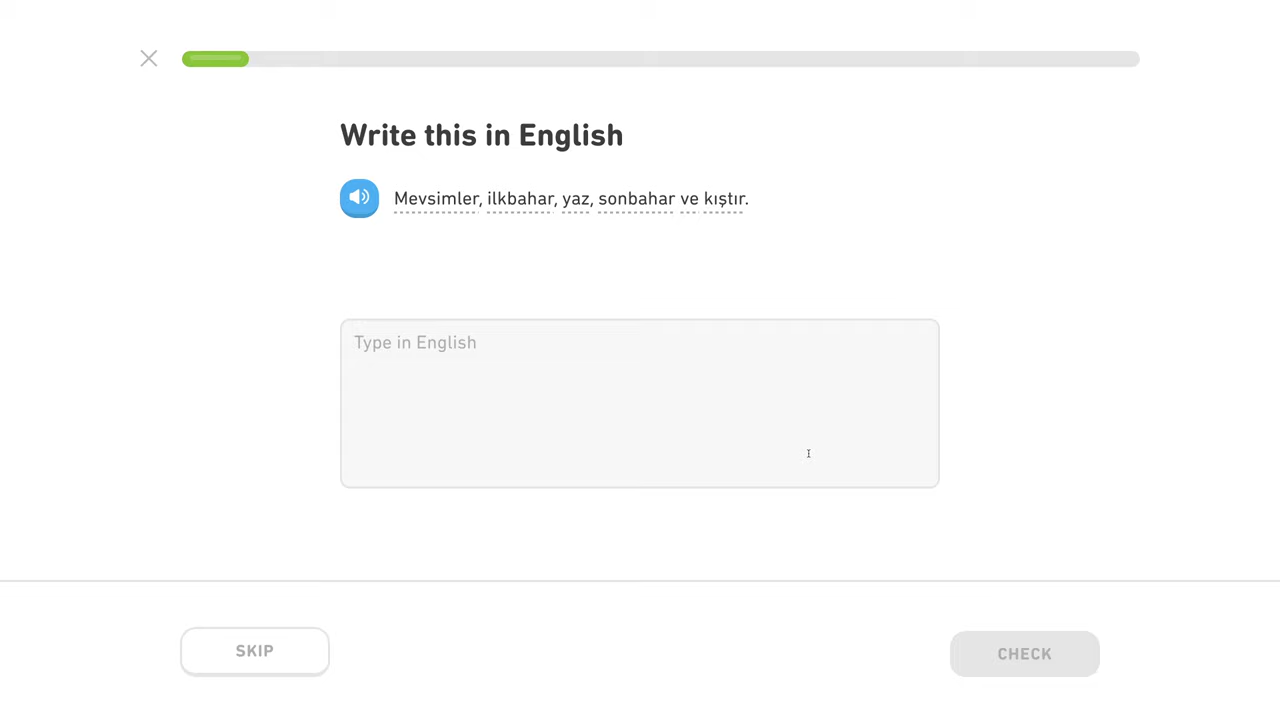 Write this in English
Mevsimler, ilkbahar, yaz, sonbahar ve kıştır.
Type in English
SKIP
CHECK